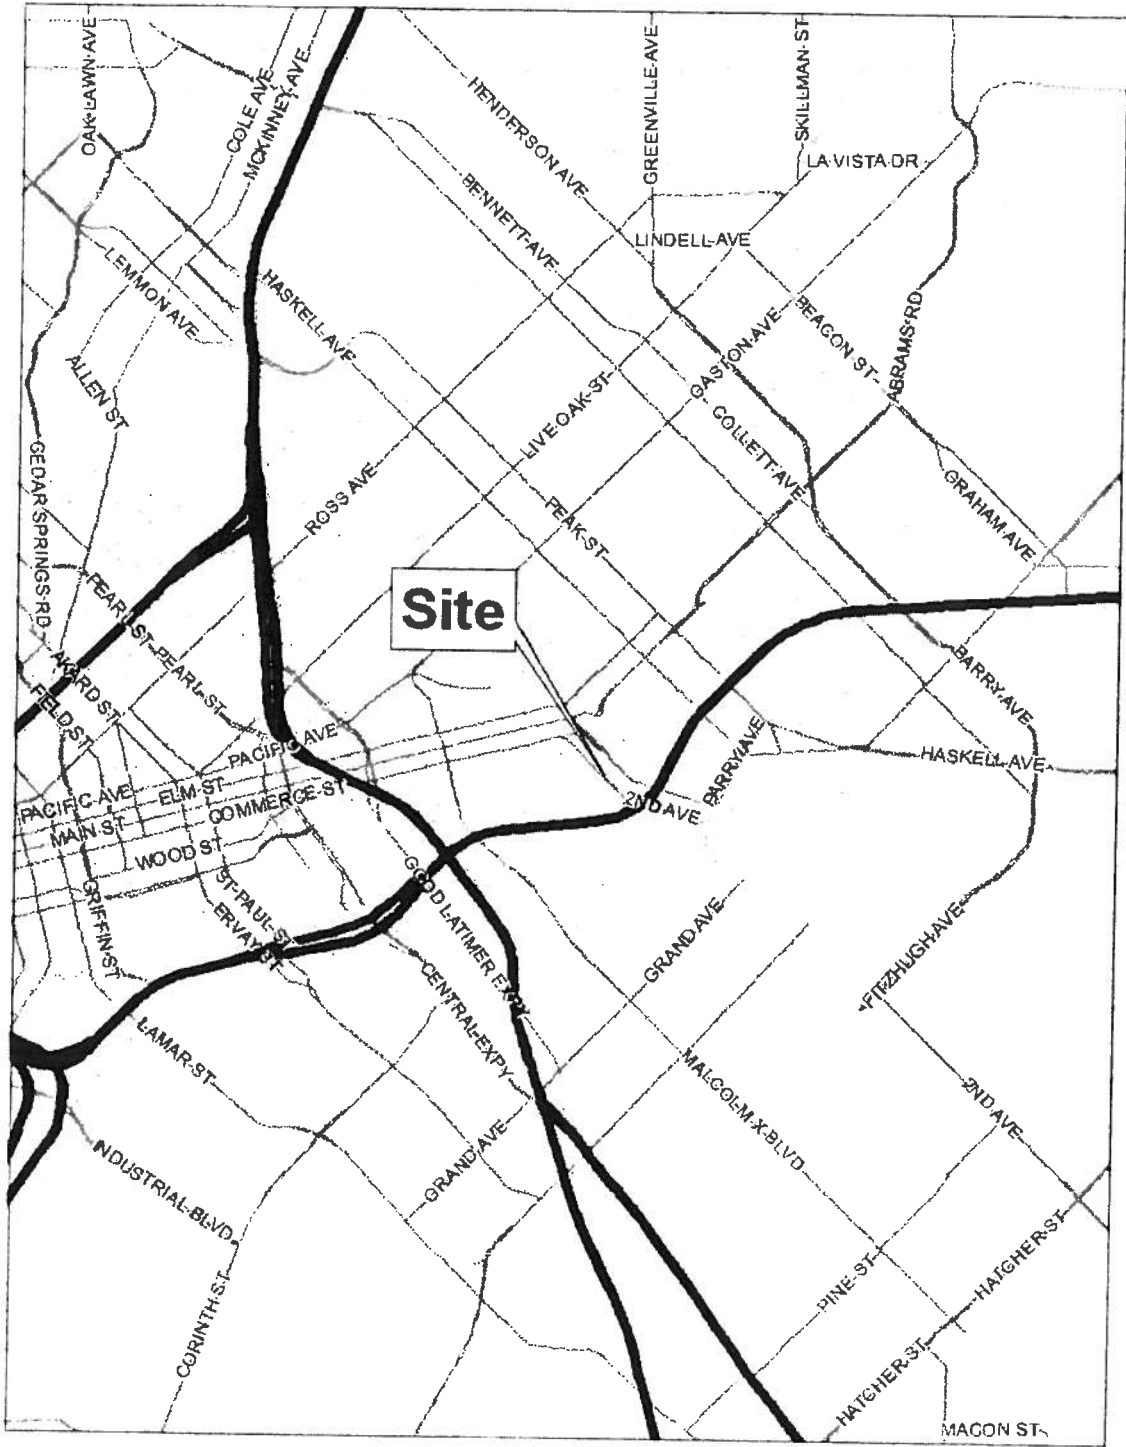 OAK LAWN AVE
COLE AVE
MCKINNEY AVE
HENDERSON AVE
GREENVILLE AVE
SKILLMAN ST
LA VISTA DR
BENNETT AVE
LINDELL AVE
LEMMON AVE
HASKELL AVE
BEACON ST
ABRAMS RD
GASTON AVE
ALLEN ST
LIVE OAK ST
COLLETT AVE
CEDAR SPRINGS RD
ROSS AVE
PEAK ST
GRAHAM AVE
Site
PEARL ST
PEARL ST
AKARD ST
FIELD ST
BARRY AVE
PACIFIC AVE
PARRY AVE
HASKELL AVE
PACIFIC AVE
ELM ST
COMMERCE ST
2ND AVE
MAIN ST
WOOD ST
GRIFFIN ST
ST PAUL ST
ERVAY ST
GOOD LATIMER EXPY
GRAND AVE
FITZHUGH AVE
CENTRAL EXPY
LAMAR ST
MALCOLM X BLVD
2ND AVE
INDUSTRIAL BLVD
GRAND AVE
HATCHER ST
PINE ST
CORINTH ST
HATCHER ST
MACON ST